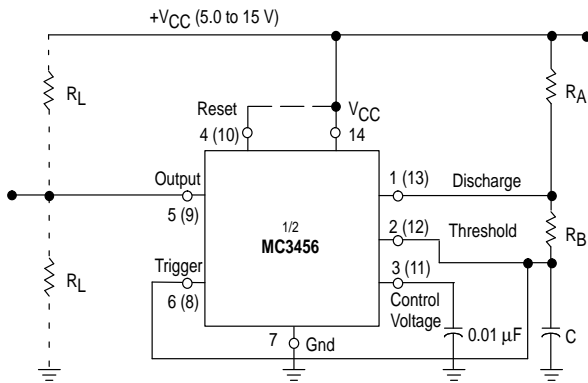 +VCC (5.0 to 15 V)
RL
Reset
4 (10)
VCC
14
RA
Output
5 (9)
1/2
MC3456
1 (13)
Discharge
2 (12)
Threshold
RB
Trigger
6 (8)
3 (11)
Control
Voltage
RL
7
Gnd
0.01 µF
C